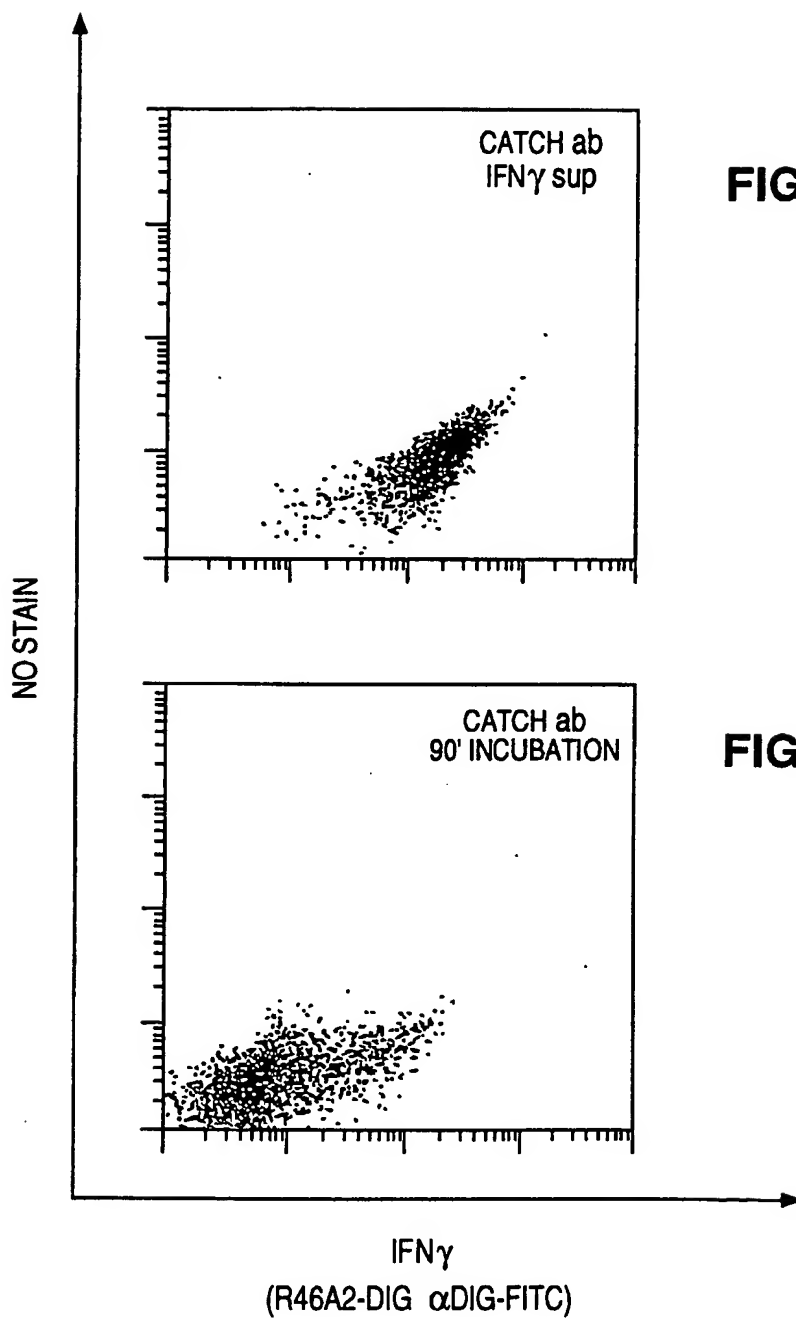 CATCH ab
IFNγ sup
FIG
NO STAIN
CATCH ab
90' INCUBATION
FIG
IFNγ
(R46A2-DIG αDIG-FITC)